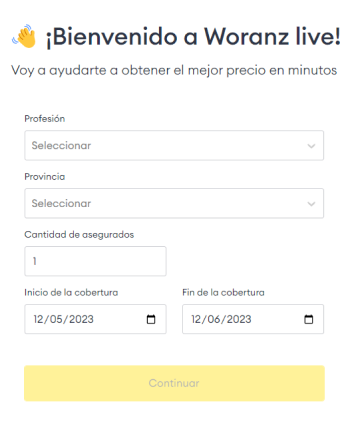 👋 ¡Bienvenido a Woranz live!
Voy a ayudarte a obtener el mejor precio en minutos
Profesión
Seleccionar
Provincia
Seleccionar
Cantidad de asegurados
1
Inicio de la cobertura Fin de la cobertura
12/05/2023 12/06/2023
Continuar